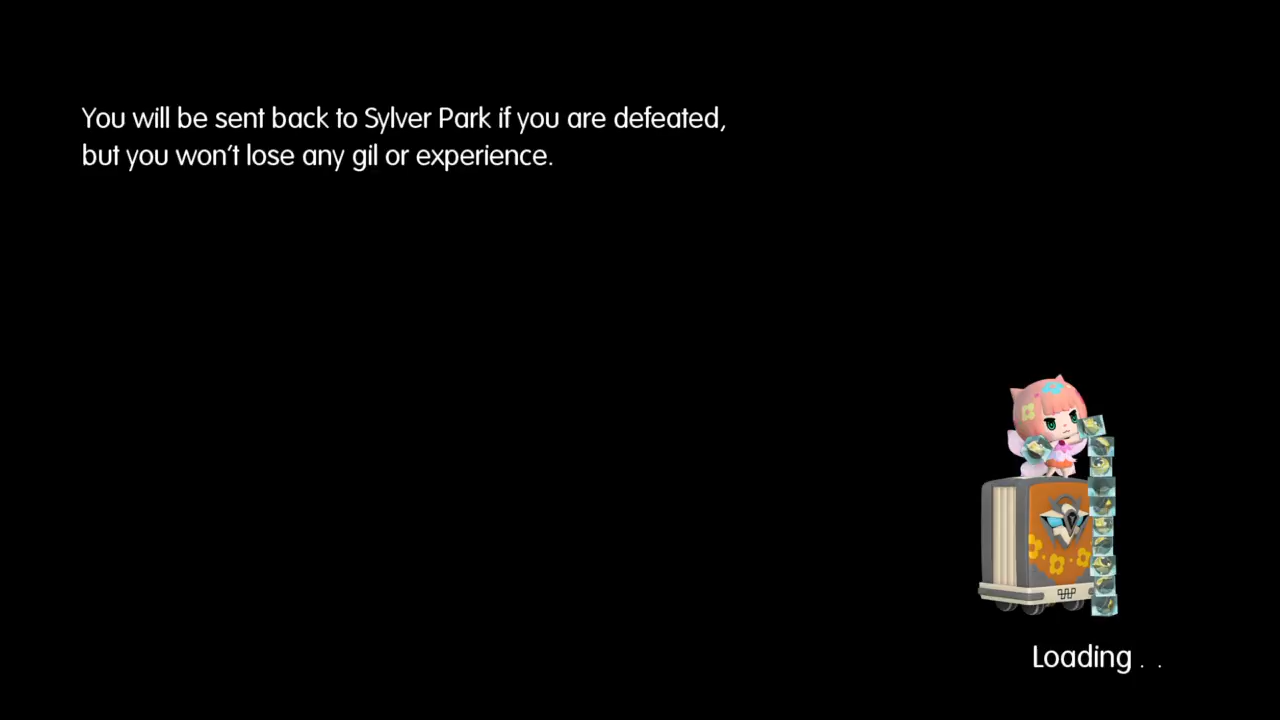 You will be sent back to Sylver Park if you are defeated,
but you won't lose any gil or experience.
Loading . .